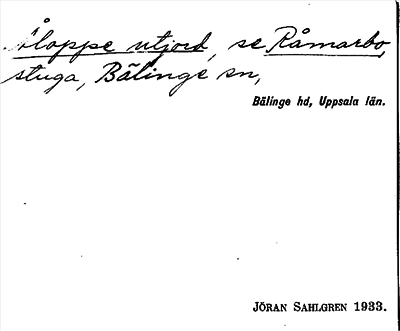 Åloppe utjord, se Råmarbo
stuga, Bälinge sn,
Bälinge hd, Uppsala län.
JÖRAN SAHLGREN 1933.